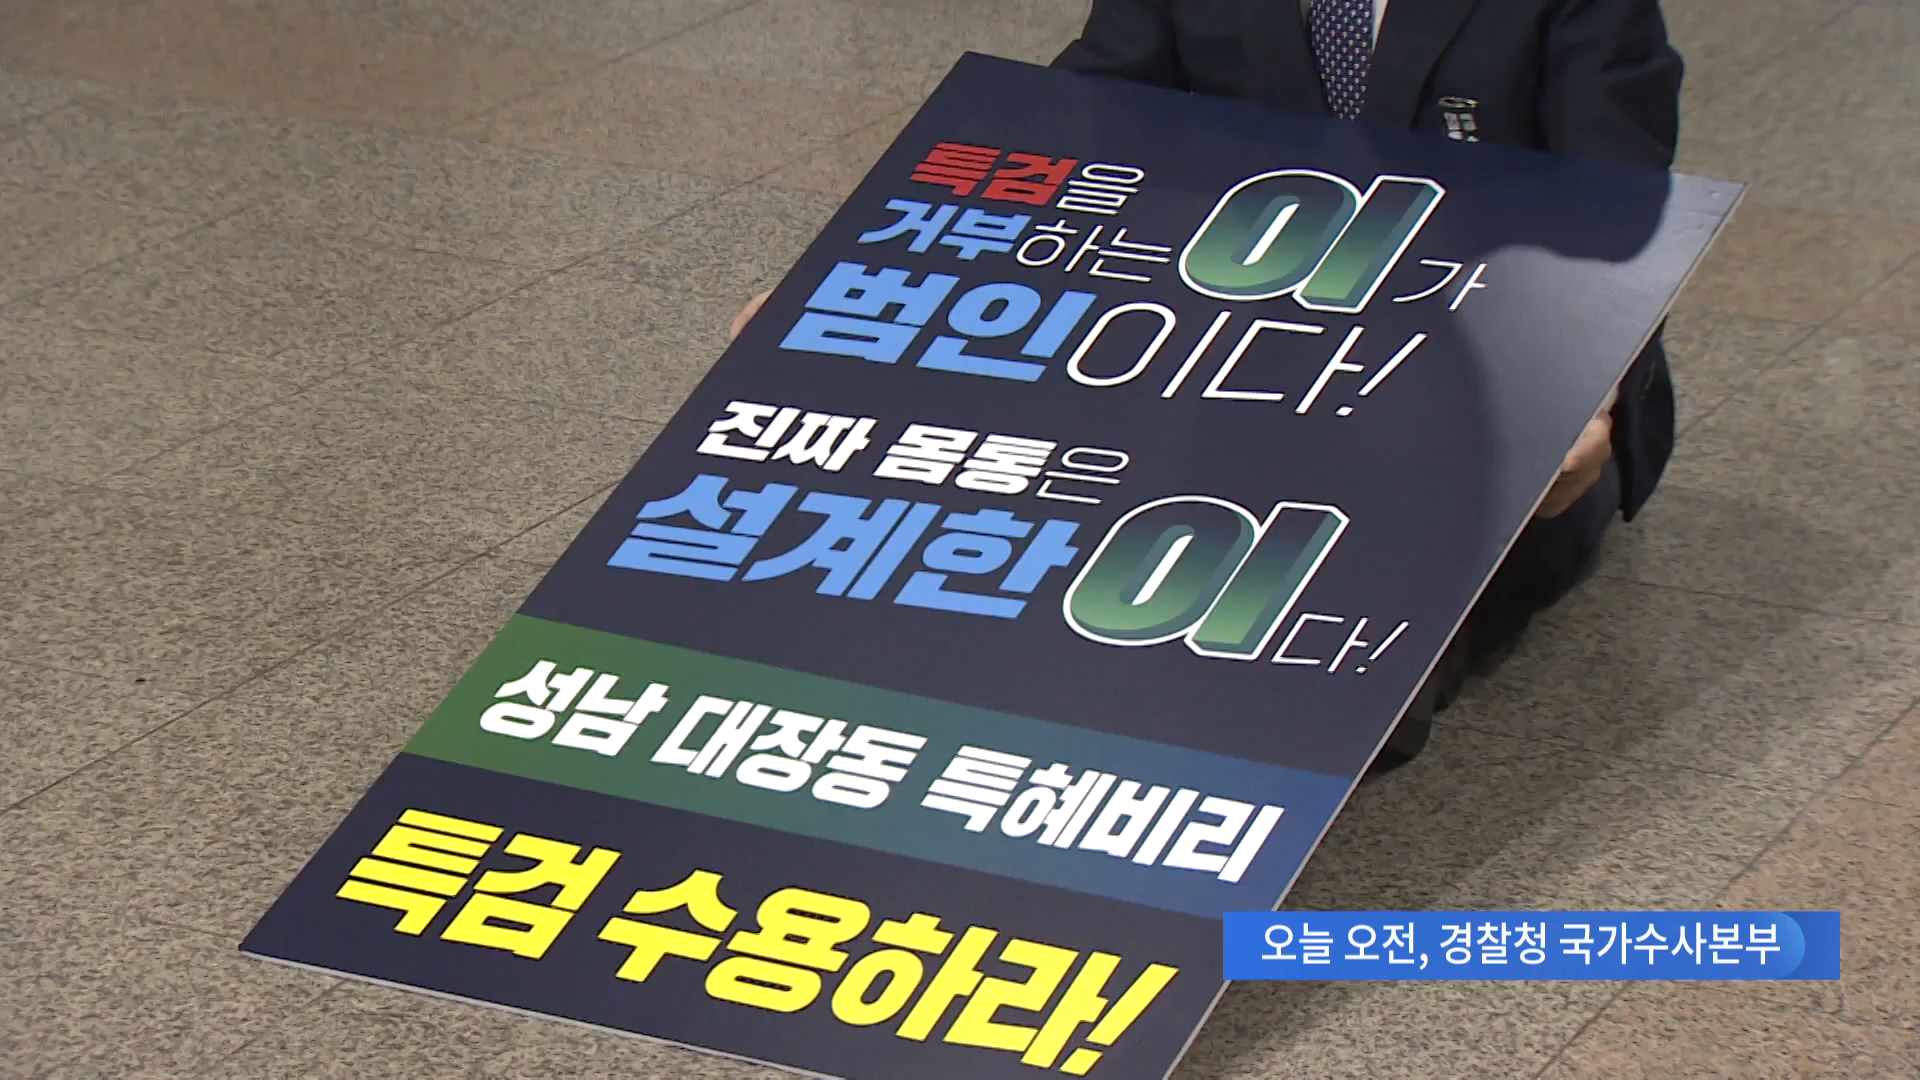 특검을
거부하는 이가
범인이다!
진짜 몸통은
설계한 이다!
성남 대장동 특혜비리
특검 수용하라!
오늘 오전, 경찰청 국가수사본부